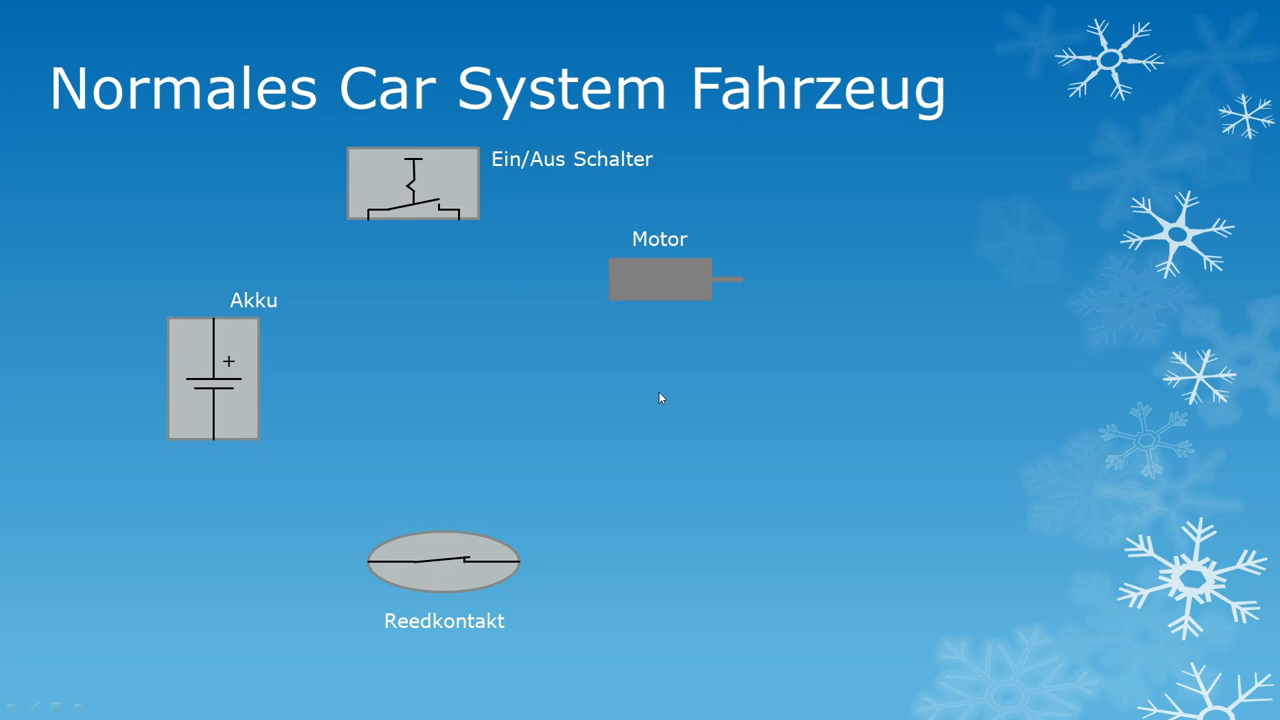 Normales Car System Fahrzeug
Ein/Aus Schalter
Motor
Akku
+
Reedkontakt